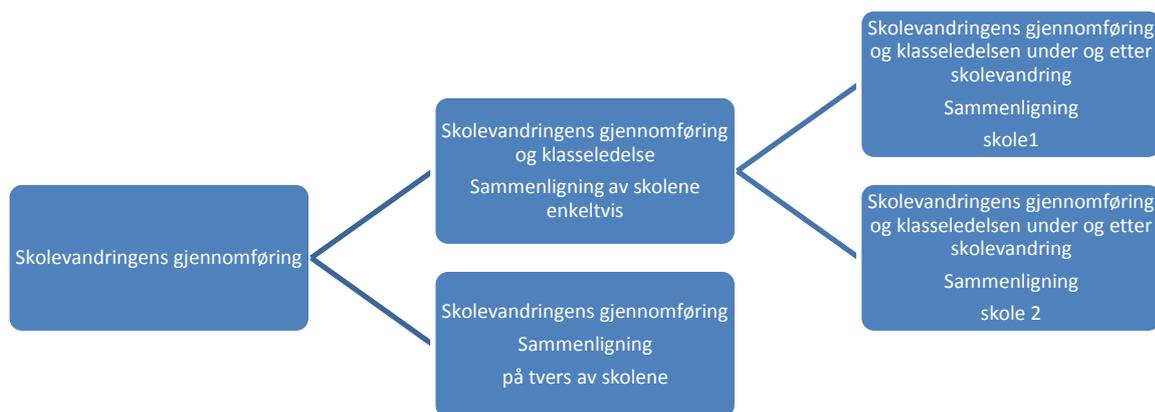 Skolevandringens gjennomføring
Skolevandringens gjennomføring
og klasseledelse
Sammenligning av skolene
enkeltvis
Skolevandringens gjennomføring
Sammenligning
på tvers av skolene
Skolevandringens gjennomføring
og klasseledelsen under og etter
skolevandring
Sammenligning
skole1
Skolevandringens gjennomføring
og klasseledelsen under og etter
skolevandring
Sammenligning
skole 2